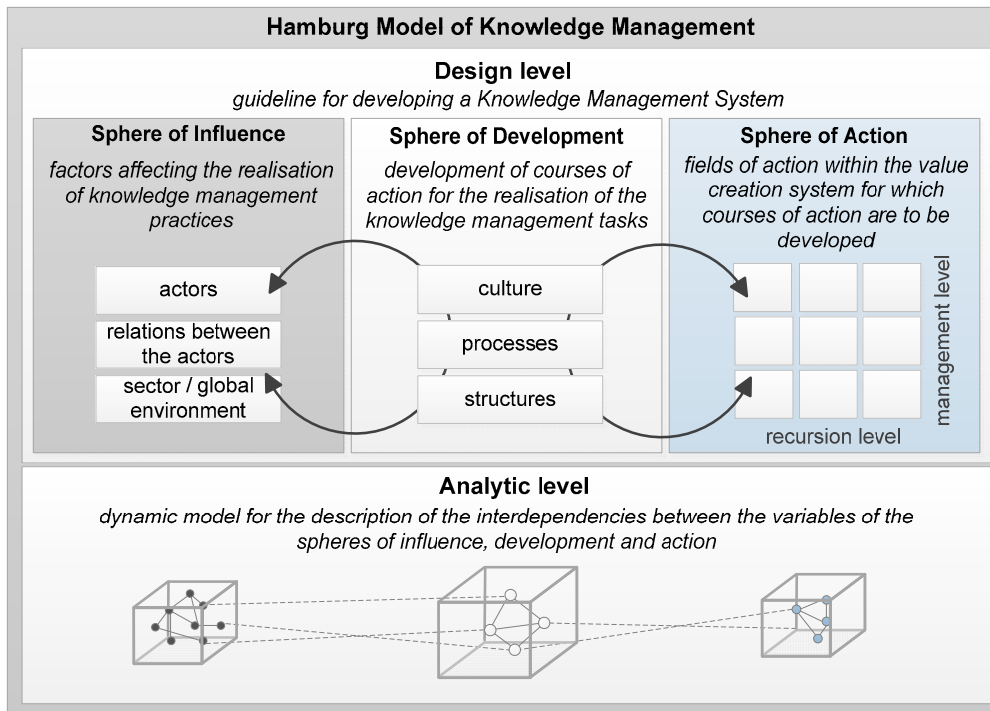 Hamburg Model of Knowledge Management
Design level
guideline for developing a Knowledge Management System
Sphere of Influence
factors affecting the realisation
of knowledge management
practices
actors
relations between
the actors
sector / global
environment
Sphere of Development
development of courses of
action for the realisation of the
knowledge management tasks
culture
processes
structures
Sphere of Action
fields of action within the value
creation system for which
courses of action are to be
developed
management level
recursion level
Analytic level
dynamic model for the description of the interdependencies between the variables of the
spheres of influence, development and action